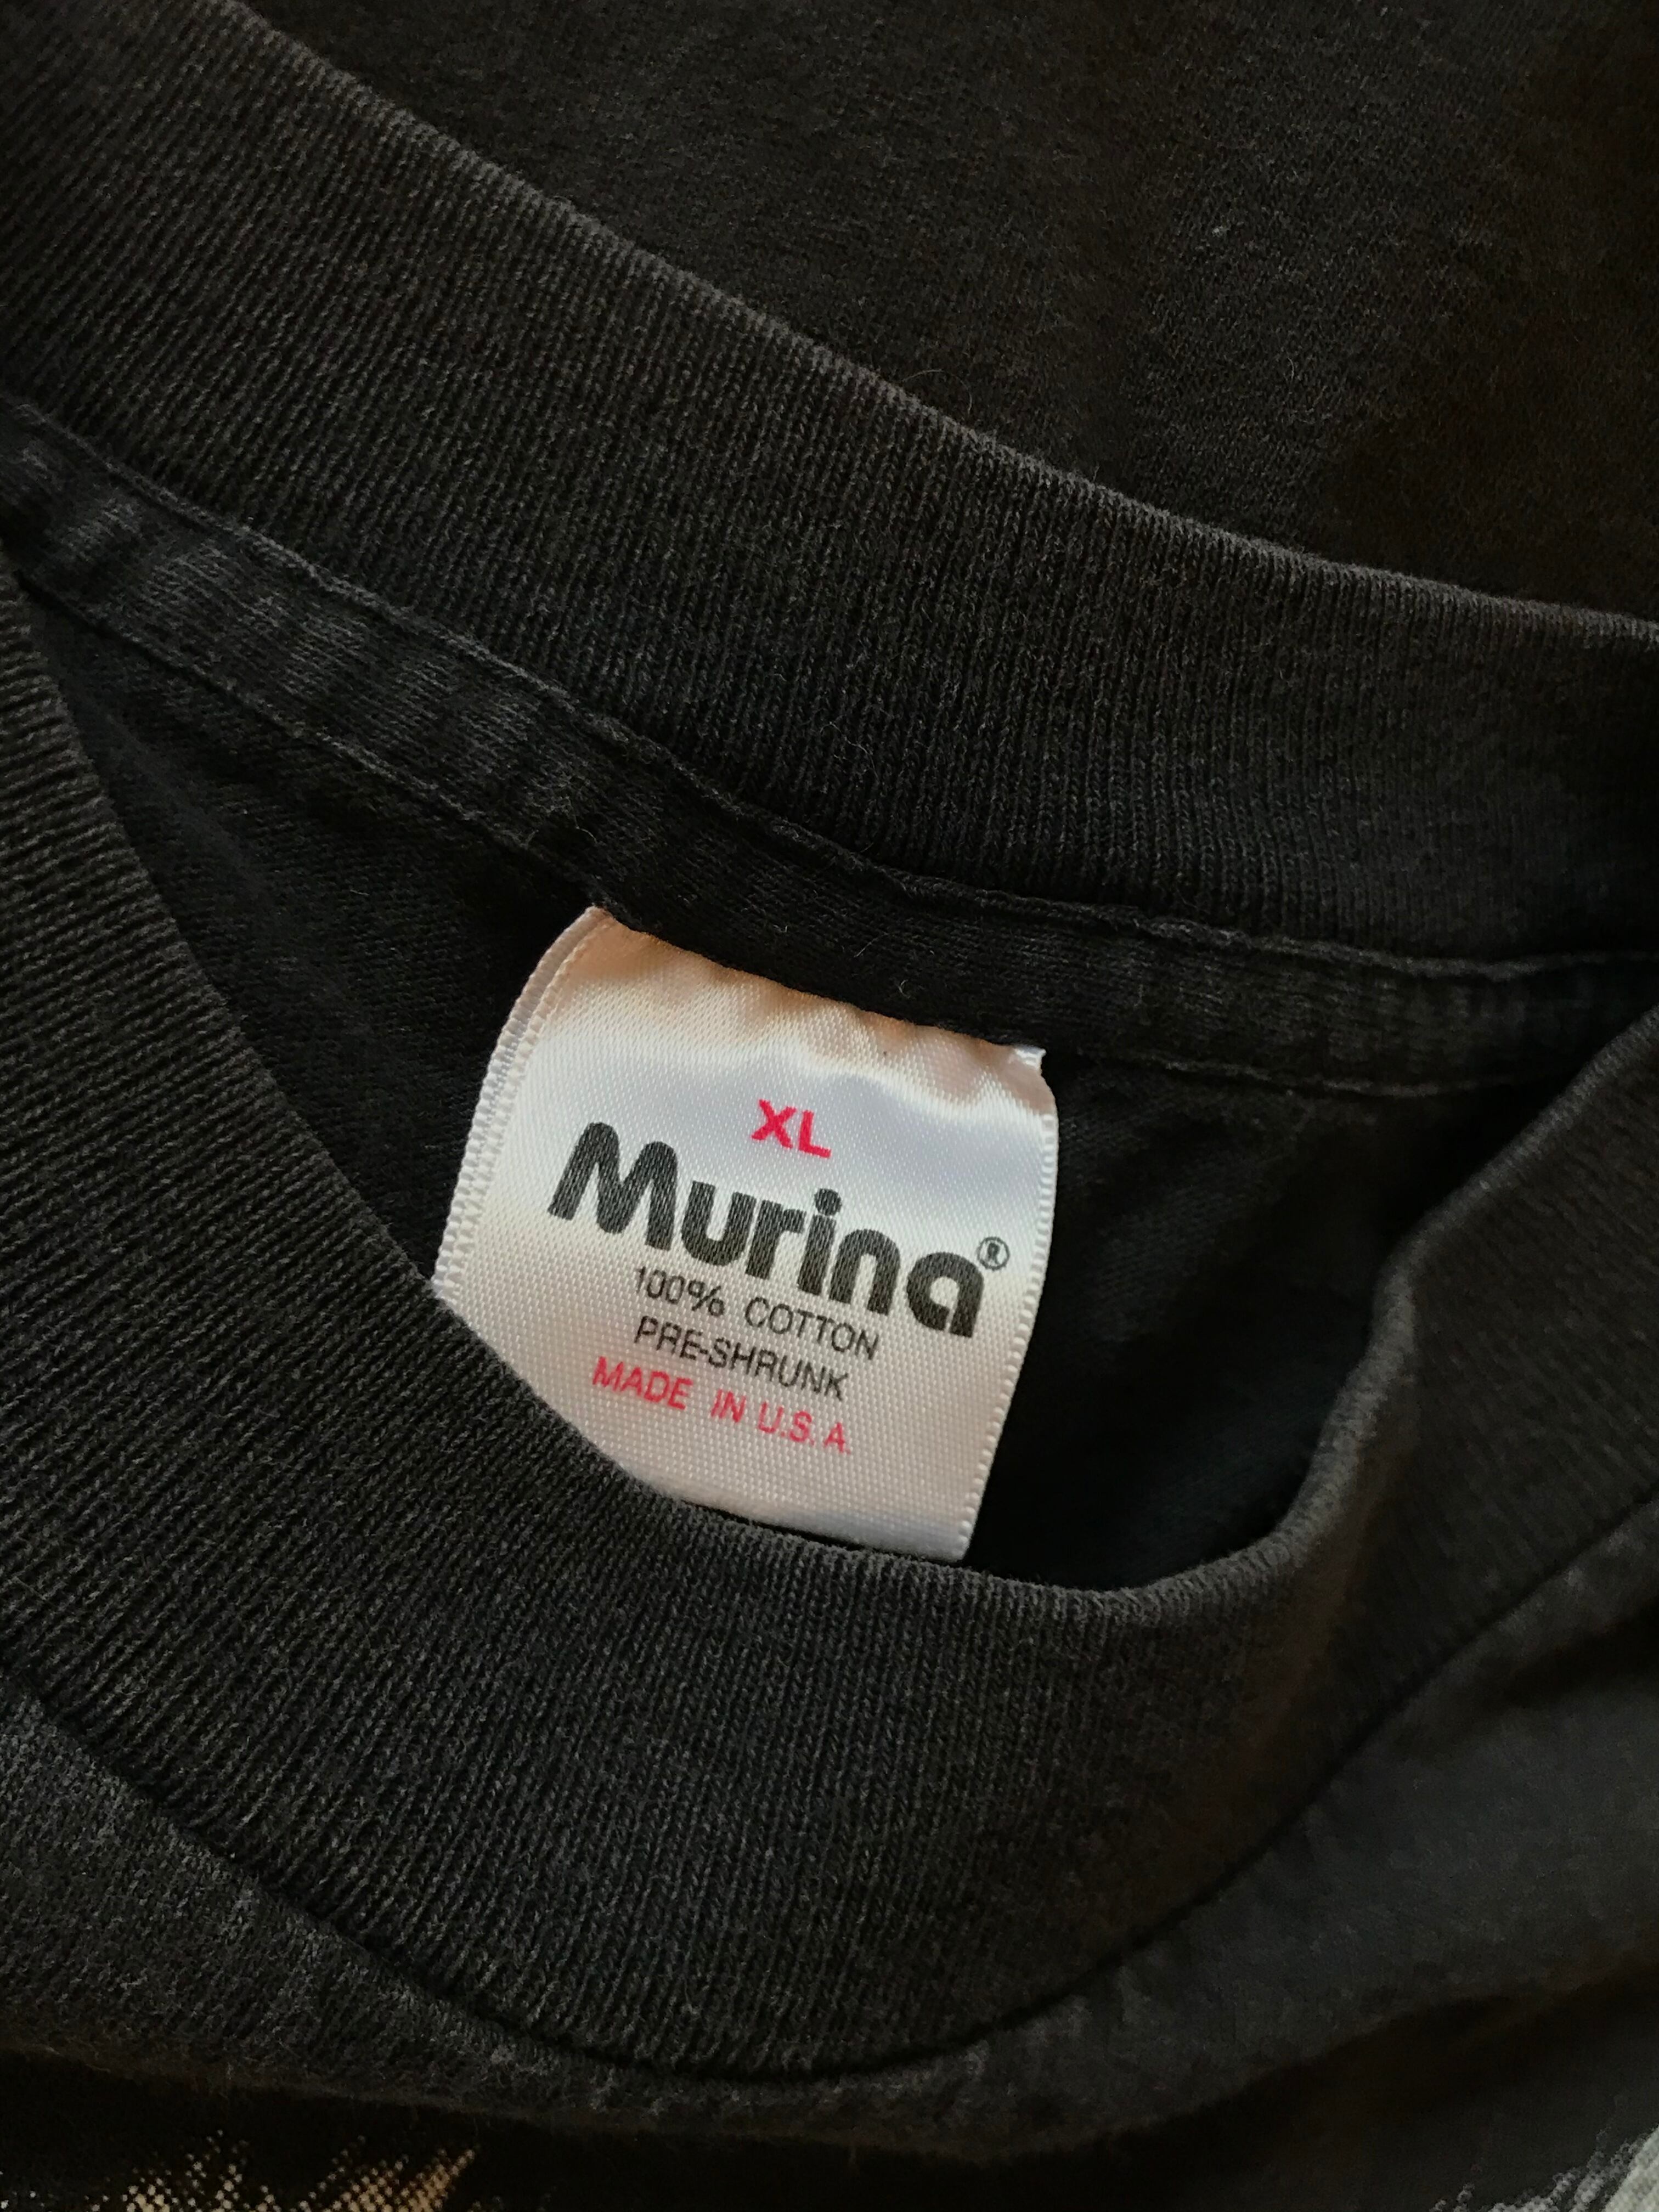 XL
Murina®
100% COTTON
PRE-SHRUNK
MADE IN U.S.A.